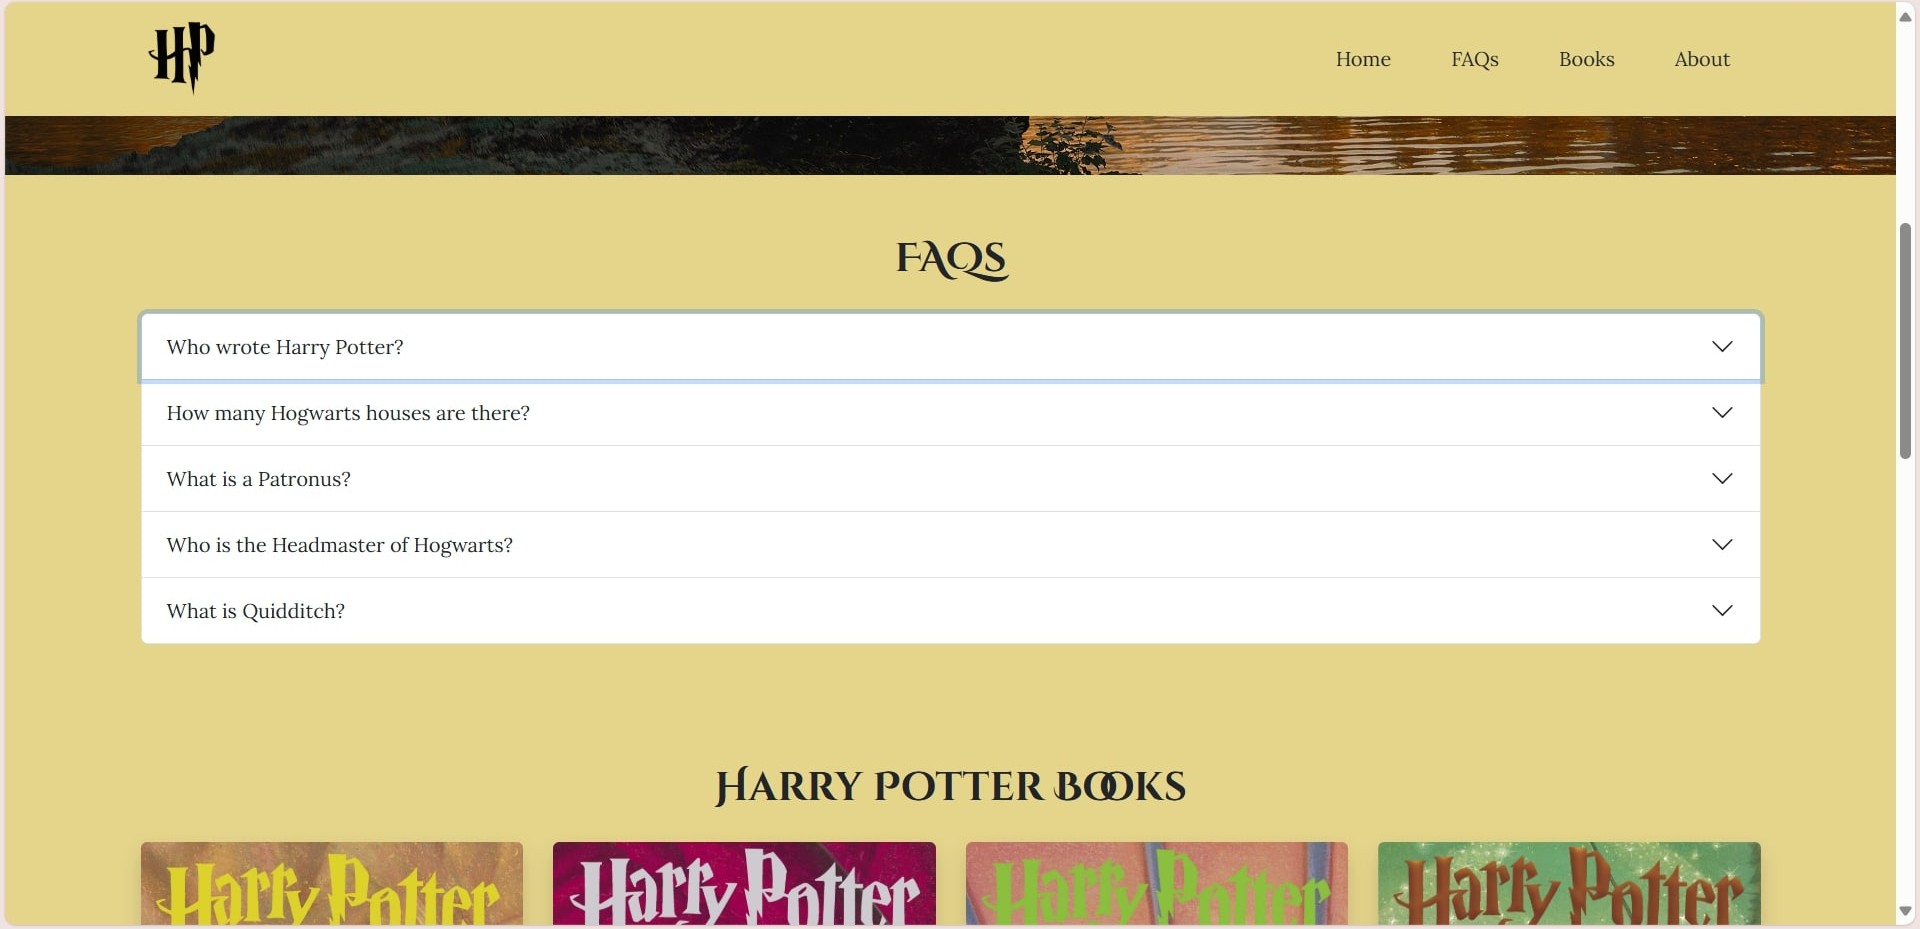 HP
Home FAQs Books About
FAQs
Who wrote Harry Potter?
How many Hogwarts houses are there?
What is a Patronus?
Who is the Headmaster of Hogwarts?
What is Quidditch?
Harry Potter Books
Harry Potter Harry Potter Harry Potter Harry Potter